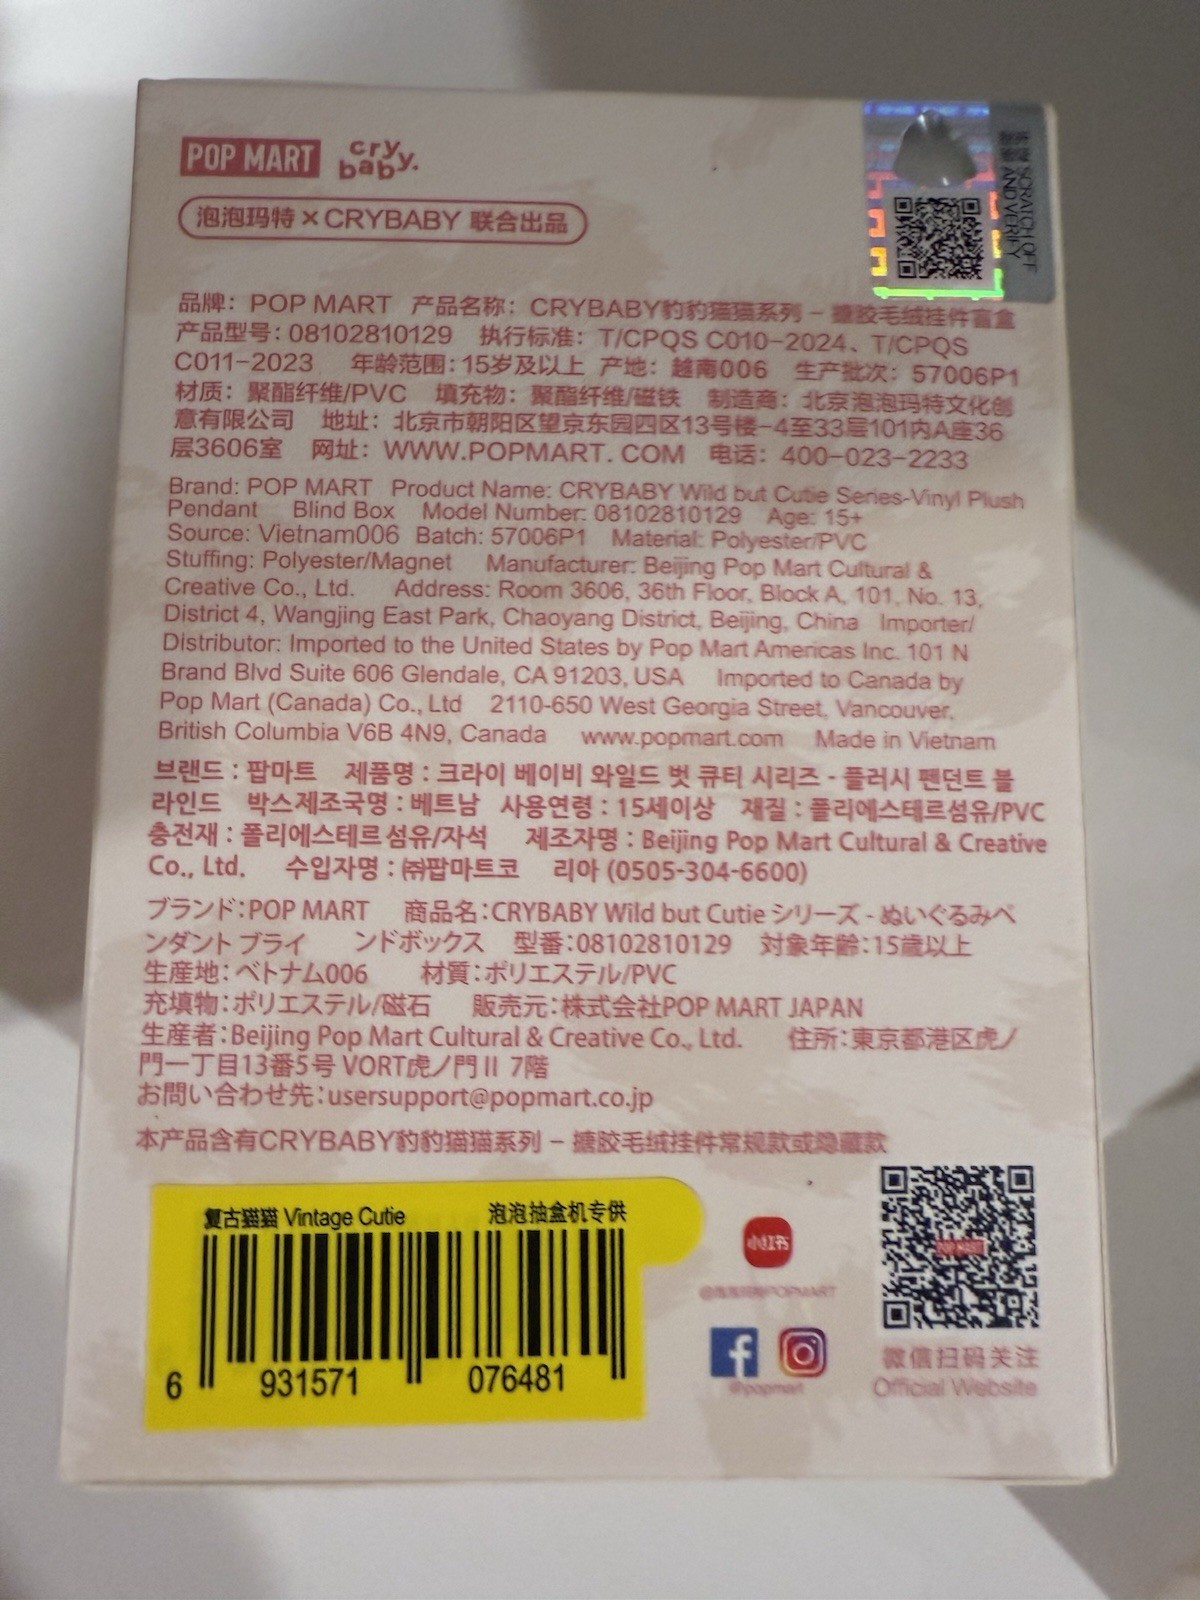 POP MART
cry baby.
泡泡玛特×CRYBABY 联合出品
SCRATCH OFF
AND VERIFY
品牌：POP MART 产品名称：CRYBABY豹豹猫猫系列－搪胶毛绒挂件盲盒
产品型号：08102810129 执行标准：T/CPQS C010-2024、T/CPQS
C011-2023 年龄范围：15岁及以上 产地：越南006 生产批次：57006P1
材质：聚酯纤维/PVC 填充物：聚酯纤维/磁铁 制造商：北京泡泡玛特文化创
意有限公司 地址：北京市朝阳区望京东园四区13号楼-4至33层101内A座36
层3606室 网址：WWW.POPMART.COM 电话：400-023-2233
Brand: POP MART Product Name: CRYBABY Wild but Cutie Series-Vinyl Plush
Pendant Blind Box Model Number: 08102810129 Age: 15+
Source: Vietnam006 Batch: 57006P1 Material: Polyester/PVC
Stuffing: Polyester/Magnet Manufacturer: Beijing Pop Mart Cultural &
Creative Co., Ltd. Address: Room 3606, 36th Floor, Block A, 101, No. 13,
District 4, Wangjing East Park, Chaoyang District, Beijing, China Importer/
Distributor: Imported to the United States by Pop Mart Americas Inc. 101 N
Brand Blvd Suite 606 Glendale, CA 91203, USA Imported to Canada by
Pop Mart (Canada) Co., Ltd 2110-650 West Georgia Street, Vancouver,
British Columbia V6B 4N9, Canada www.popmart.com Made in Vietnam
브랜드 : 팝마트 제품명 : 크라이 베이비 와일드 벗 큐티 시리즈 - 플러시 펜던트 블
라인드 박스제조국명 : 베트남 사용연령 : 15세이상 재질 : 폴리에스테르섬유/PVC
충전재 : 폴리에스테르섬유/자석 제조자명 : Beijing Pop Mart Cultural & Creative
Co., Ltd. 수입자명 : ㈜팝마트코 리아 (0505-304-6600)
ブランド：POP MART 商品名：CRYBABY Wild but Cutie シリーズ - ぬいぐるみペ
ンダント ブライ ンドボックス 型番：08102810129 対象年齢：15歳以上
生産地：ベトナム006 材質：ポリエステル/PVC
充填物：ポリエステル/磁石 販売元：株式会社POP MART JAPAN
生産者：Beijing Pop Mart Cultural & Creative Co., Ltd. 住所：東京都港区虎ノ
門一丁目13番5号 VORT虎ノ門Ⅱ 7階
お問い合わせ先：usersupport@popmart.co.jp
本产品含有CRYBABY豹豹猫猫系列－搪胶毛绒挂件常规款或隐藏款
复古猫猫 Vintage Cutie 泡泡抽盒机专供
6 931571 076481
小红书
@泡泡玛特POPMART
@popmart
POP MART
微信扫码关注
Official Website